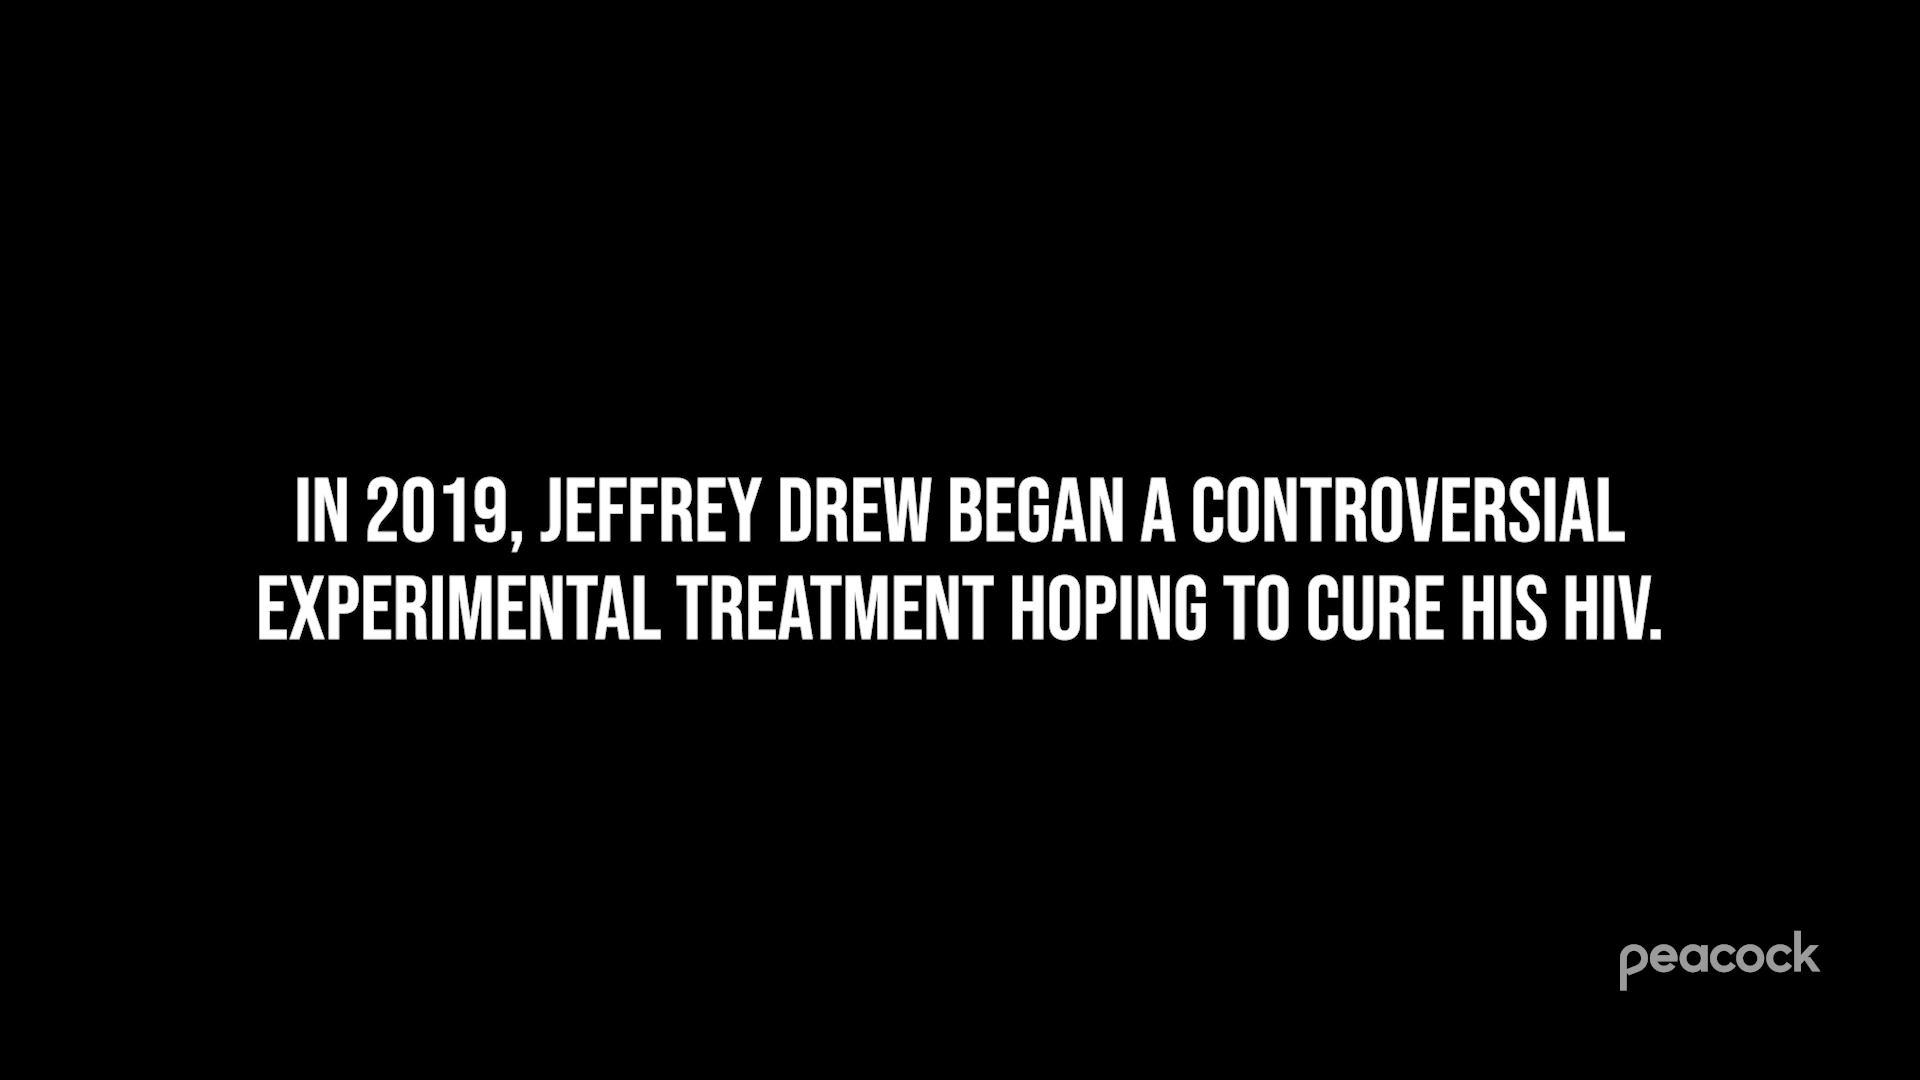 IN 2019, JEFFREY DREW BEGAN A CONTROVERSIAL
EXPERIMENTAL TREATMENT HOPING TO CURE HIS HIV.
peacock